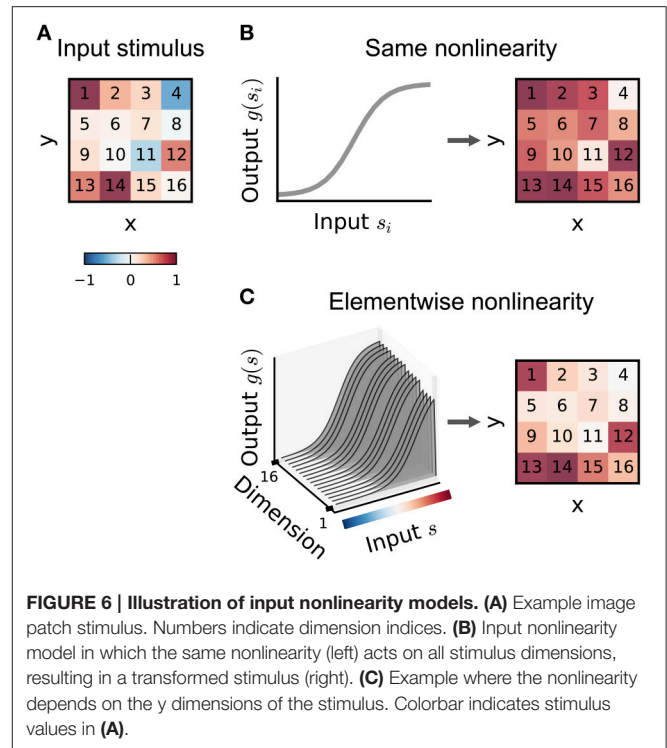 A
Input stimulus
1 2 3 4
5 6 7 8
9 10 11 12
13 14 15 16
y
x
−1 0 1
B
Same nonlinearity
Output g(s_i)
Input s_i
1 2 3 4
5 6 7 8
9 10 11 12
13 14 15 16
y
x
C
Elementwise nonlinearity
Output g(s)
16
Dimension
1
Input s
1 2 3 4
5 6 7 8
9 10 11 12
13 14 15 16
y
x
FIGURE 6 | Illustration of input nonlinearity models. (A) Example image
patch stimulus. Numbers indicate dimension indices. (B) Input nonlinearity
model in which the same nonlinearity (left) acts on all stimulus dimensions,
resulting in a transformed stimulus (right). (C) Example where the nonlinearity
depends on the y dimensions of the stimulus. Colorbar indicates stimulus
values in (A).